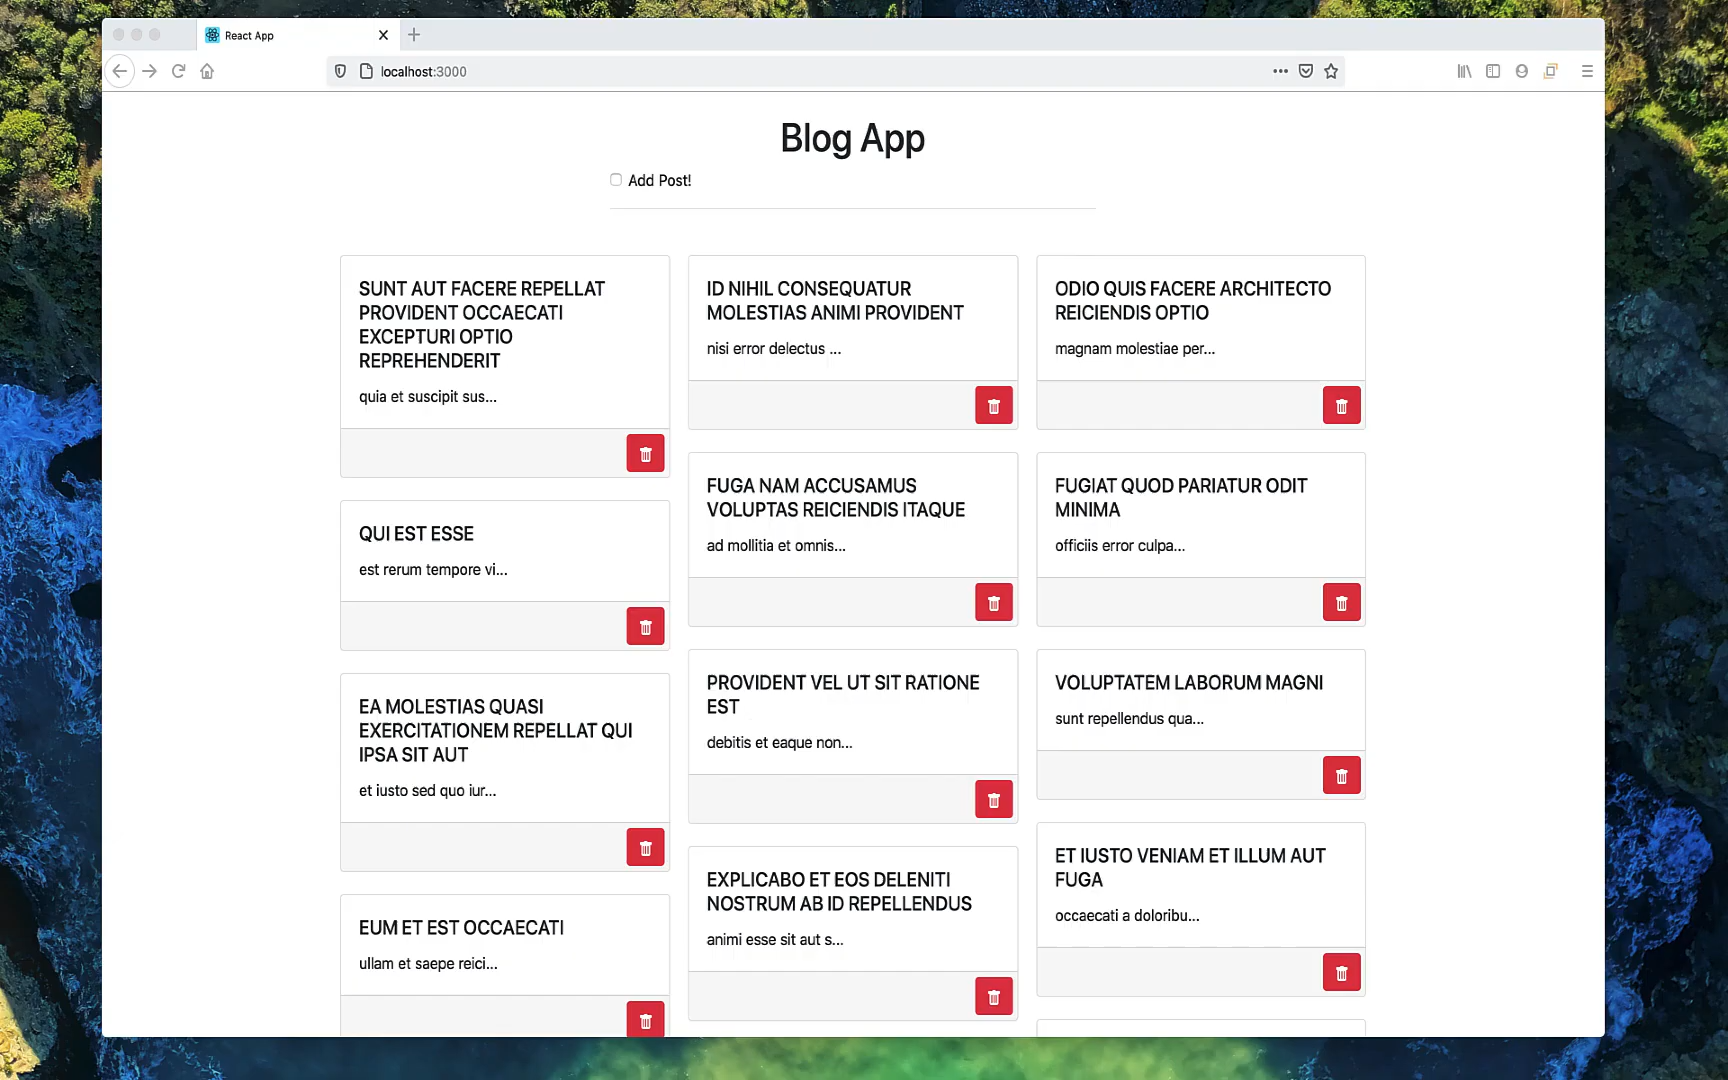 React App
localhost:3000
Blog App
Add Post!
SUNT AUT FACERE REPELLAT
PROVIDENT OCCAECATI
EXCEPTURI OPTIO
REPREHENDERIT
quia et suscipit sus...
QUI EST ESSE
est rerum tempore vi...
EA MOLESTIAS QUASI
EXERCITATIONEM REPELLAT QUI
IPSA SIT AUT
et iusto sed quo iur...
EUM ET EST OCCAECATI
ullam et saepe reici...
ID NIHIL CONSEQUATUR
MOLESTIAS ANIMI PROVIDENT
nisi error delectus ...
FUGA NAM ACCUSAMUS
VOLUPTAS REICIENDIS ITAQUE
ad mollitia et omnis...
PROVIDENT VEL UT SIT RATIONE
EST
debitis et eaque non...
EXPLICABO ET EOS DELENITI
NOSTRUM AB ID REPELLENDUS
animi esse sit aut s...
ODIO QUIS FACERE ARCHITECTO
REICIENDIS OPTIO
magnam molestiae per...
FUGIAT QUOD PARIATUR ODIT
MINIMA
officiis error culpa...
VOLUPTATEM LABORUM MAGNI
sunt repellendus qua...
ET IUSTO VENIAM ET ILLUM AUT
FUGA
occaecati a doloribu...